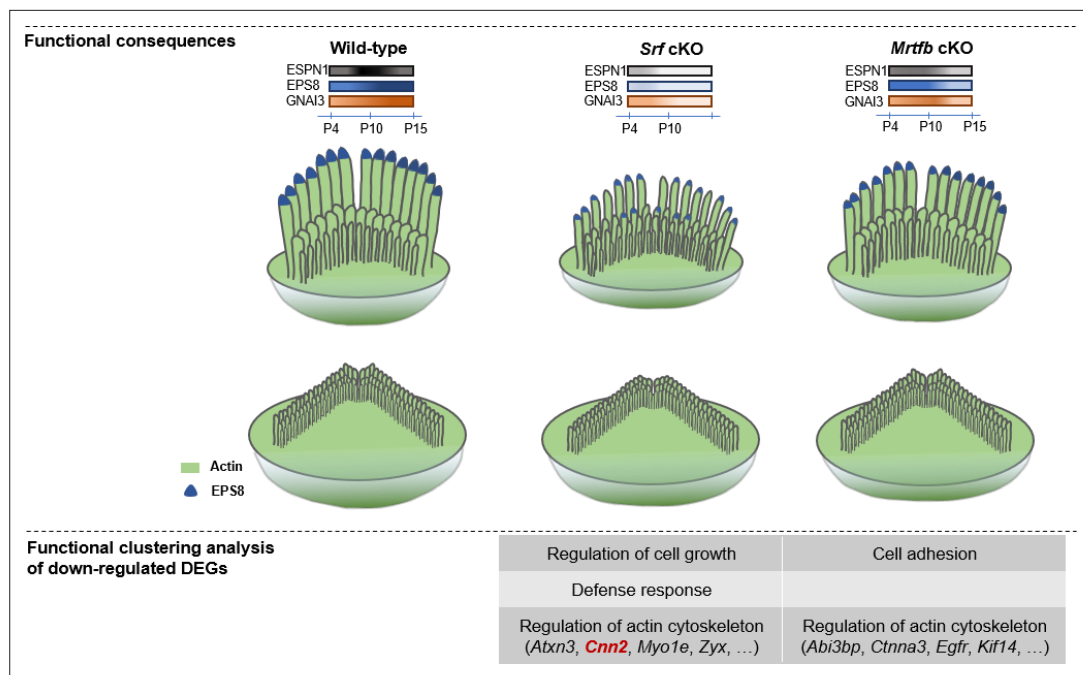 Functional consequences
Wild-type
Srf cKO
Mrtfb cKO
ESPN1
EPS8
GNAI3
P4 P10 P15
ESPN1
EPS8
GNAI3
P4 P10
ESPN1
EPS8
GNAI3
P4 P10 P15
Actin
EPS8
Functional clustering analysis
of down-regulated DEGs
Regulation of cell growth
Cell adhesion
Defense response
Regulation of actin cytoskeleton
(Atxn3, Cnn2, Myo1e, Zyx, …)
Regulation of actin cytoskeleton
(Abi3bp, Ctnna3, Egfr, Kif14, …)